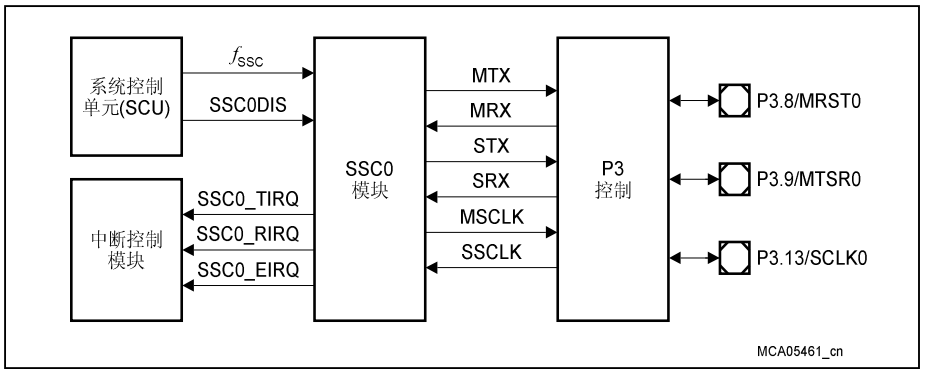 系统控制
单元(SCU)
fSSC
SSC0DIS
中断控制
模块
SSC0_TIRQ
SSC0_RIRQ
SSC0_EIRQ
SSC0
模块
MTX
MRX
STX
SRX
MSCLK
SSCLK
P3
控制
P3.8/MRST0
P3.9/MTSR0
P3.13/SCLK0
MCA05461_cn